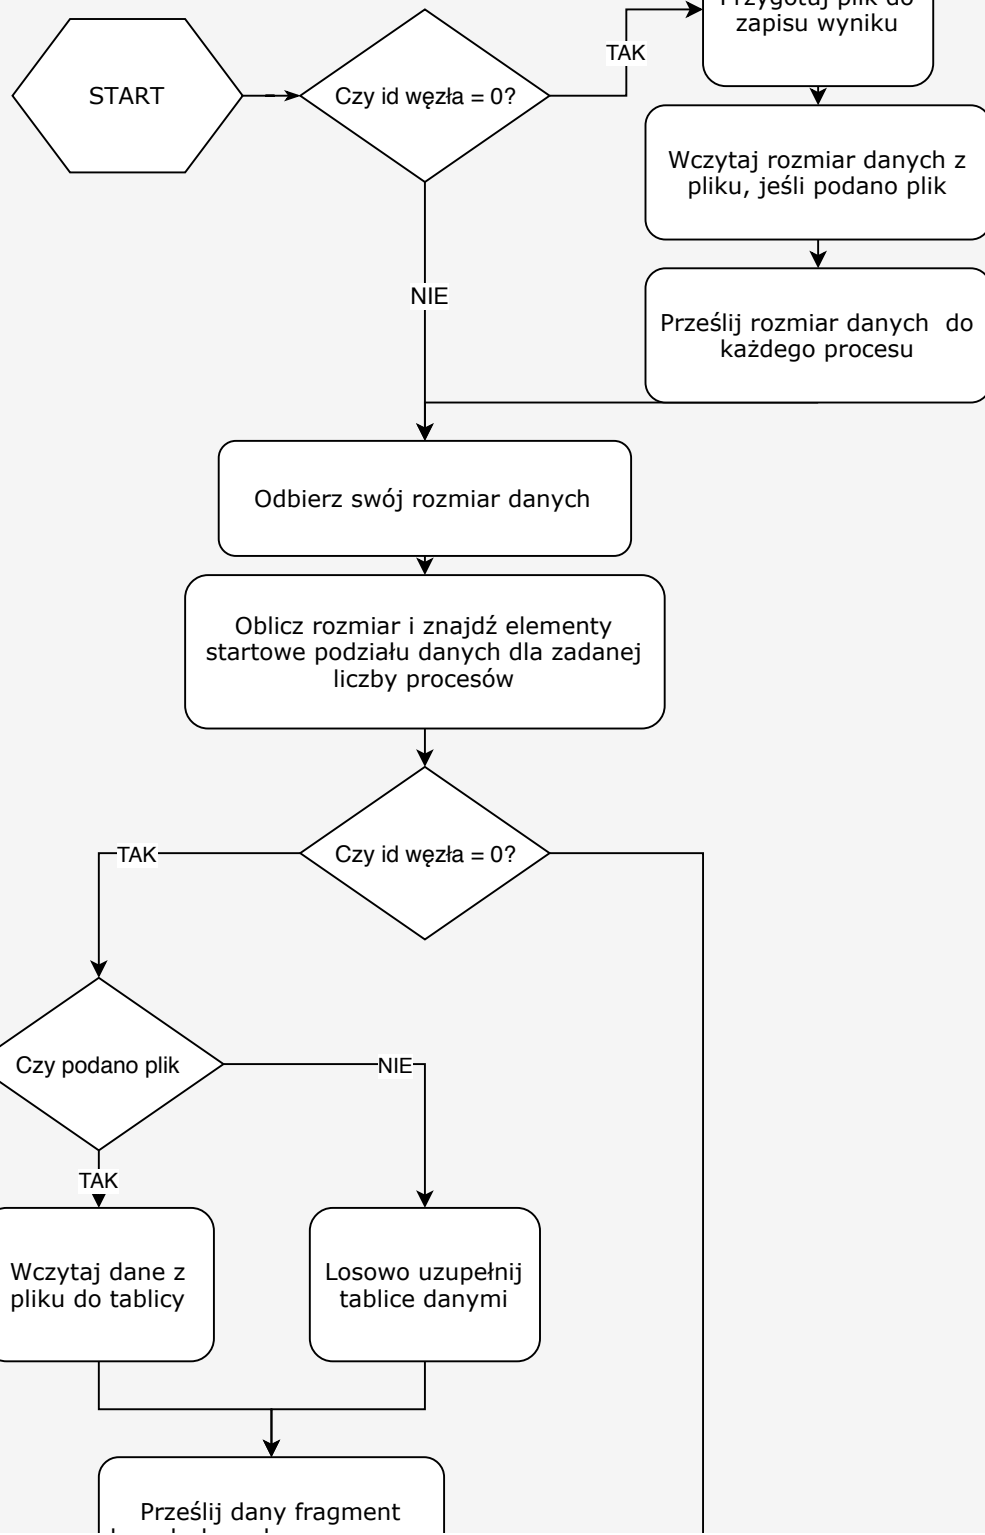 Przygotuj plik do
zapisu wyniku
TAK
START
Czy id węzła = 0?
Wczytaj rozmiar danych z
pliku, jeśli podano plik
NIE
Prześlij rozmiar danych  do
każdego procesu
Odbierz swój rozmiar danych
Oblicz rozmiar i znajdź elementy
startowe podziału danych dla zadanej
liczby procesów
TAK
Czy id węzła = 0?
Czy podano plik
NIE
TAK
Wczytaj dane z
pliku do tablicy
Losowo uzupełnij
tablice danymi
Prześlij dany fragment